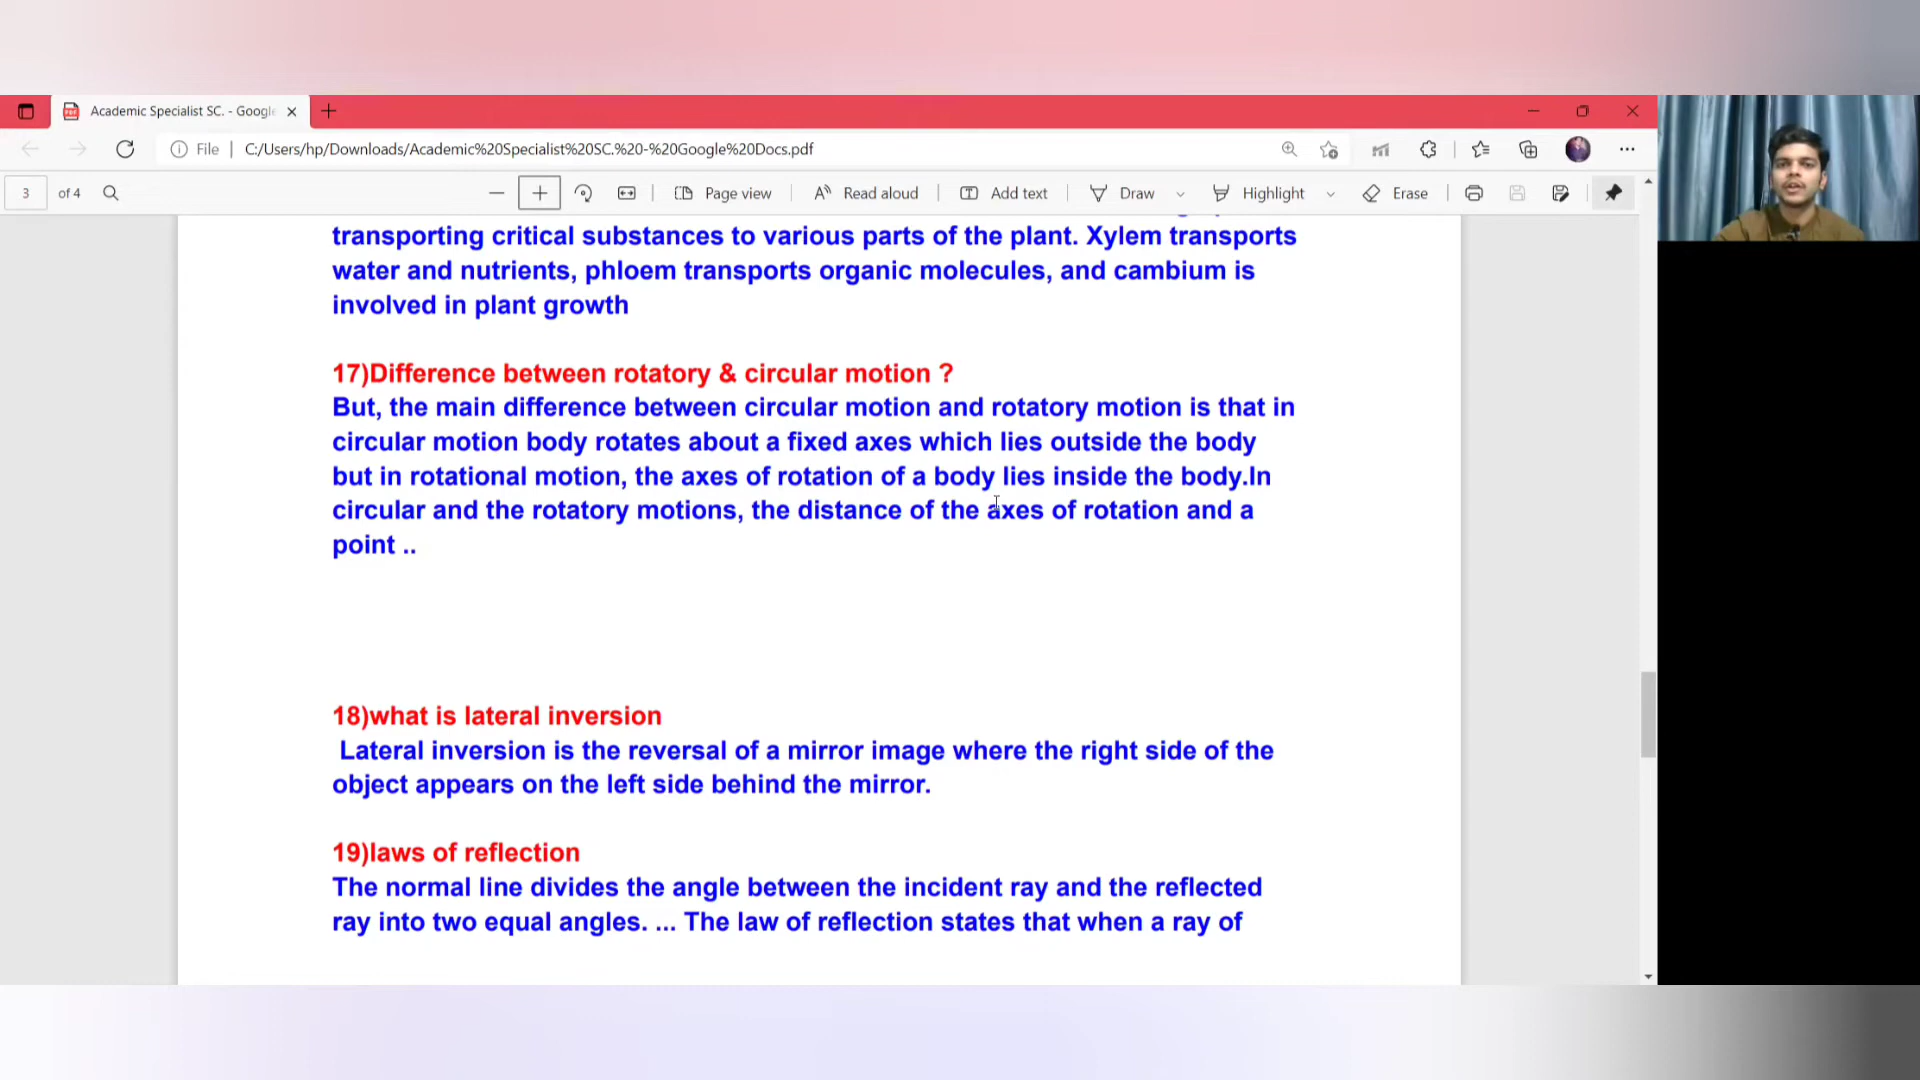 Academic Specialist SC. - Google
File
C:/Users/hp/Downloads/Academic%20Specialist%20SC.%20-%20Google%20Docs.pdf
3 of 4
Page view
Read aloud
Add text
Draw
Highlight
Erase
transporting critical substances to various parts of the plant. Xylem transports
water and nutrients, phloem transports organic molecules, and cambium is
involved in plant growth
17)Difference between rotatory & circular motion ?
But, the main difference between circular motion and rotatory motion is that in
circular motion body rotates about a fixed axes which lies outside the body
but in rotational motion, the axes of rotation of a body lies inside the body.In
circular and the rotatory motions, the distance of the axes of rotation and a
point ..
18)what is lateral inversion
Lateral inversion is the reversal of a mirror image where the right side of the
object appears on the left side behind the mirror.
19)laws of reflection
The normal line divides the angle between the incident ray and the reflected
ray into two equal angles. ... The law of reflection states that when a ray of